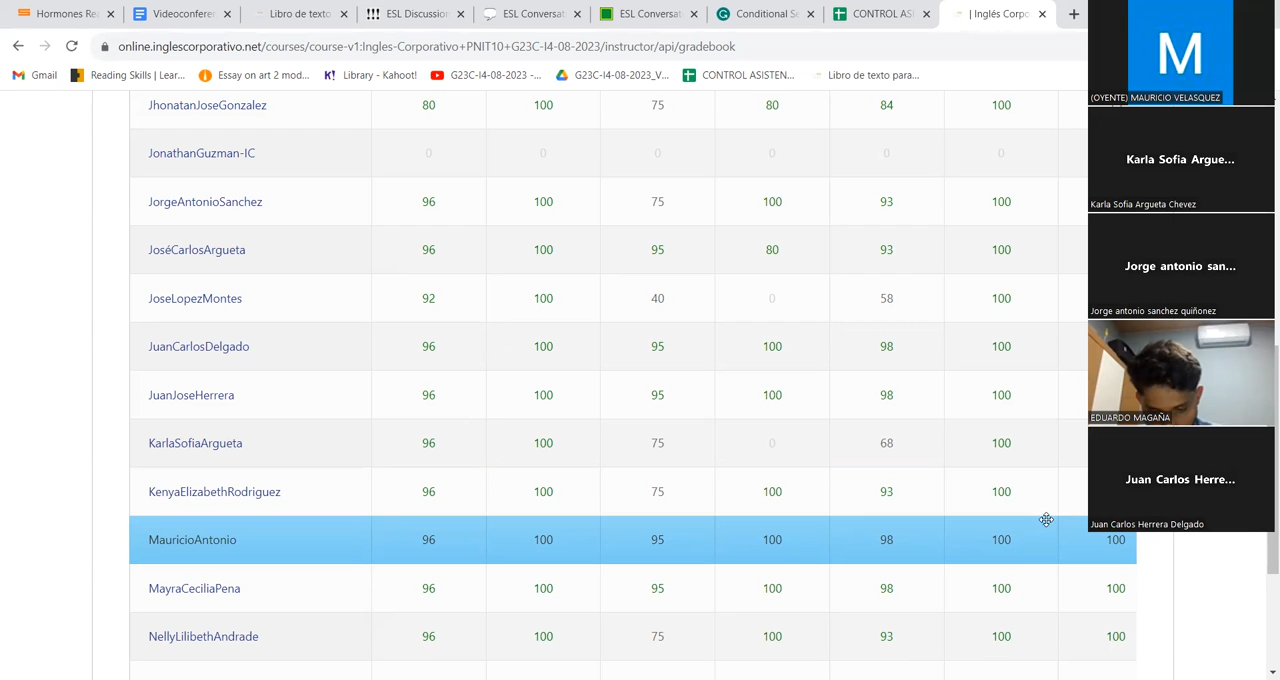 Hormones Re
Videoconfere
Libro de texto
ESL Discussio
ESL Conversat
ESL Conversat
Conditional Se
CONTROL ASI
Inglés Corpo
online.inglescorporativo.net/courses/course-v1:Ingles-Corporativo+PNIT10+G23C-I4-08-2023/instructor/api/gradebook
Gmail
Reading Skills | Lear...
Essay on art 2 mod...
Library - Kahoot!
G23C-I4-08-2023 -...
G23C-I4-08-2023_V...
CONTROL ASISTEN...
Libro de texto para...
JhonatanJoseGonzalez 80 100 75 80 84 100
JonathanGuzman-IC 0 0 0 0 0 0
JorgeAntonioSanchez 96 100 75 100 93 100
JoséCarlosArgueta 96 100 95 80 93 100
JoseLopezMontes 92 100 40 0 58 100
JuanCarlosDelgado 96 100 95 100 98 100
JuanJoseHerrera 96 100 95 100 98 100
KarlaSofiaArgueta 96 100 75 0 68 100
KenyaElizabethRodriguez 96 100 75 100 93 100
MauricioAntonio 96 100 95 100 98 100 100
MayraCeciliaPena 96 100 95 100 98 100 100
NellyLilibethAndrade 96 100 75 100 93 100 100
M
(OYENTE) MAURICIO VELASQUEZ
Karla Sofia Argue...
Karla Sofia Argueta Chevez
Jorge antonio san...
Jorge antonio sanchez quiñonez
EDUARDO MAGAÑA
Juan Carlos Herre...
Juan Carlos Herrera Delgado